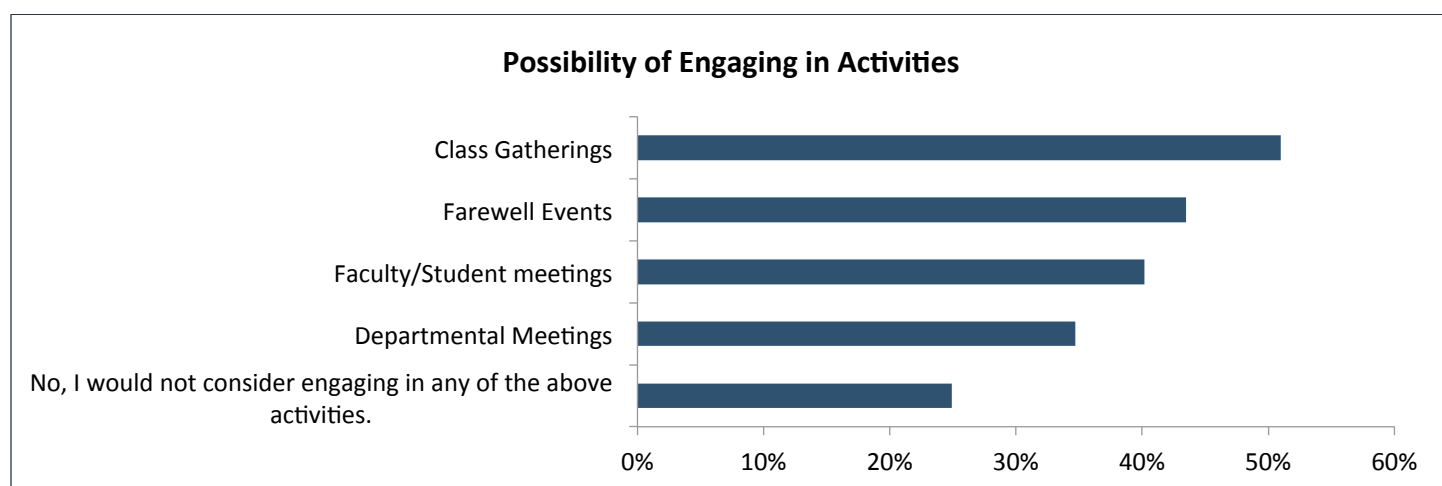 Possibility of Engaging in Activities
Class Gatherings
Farewell Events
Faculty/Student meetings
Departmental Meetings
No, I would not consider engaging in any of the above
activities.
0%
10%
20%
30%
40%
50%
60%